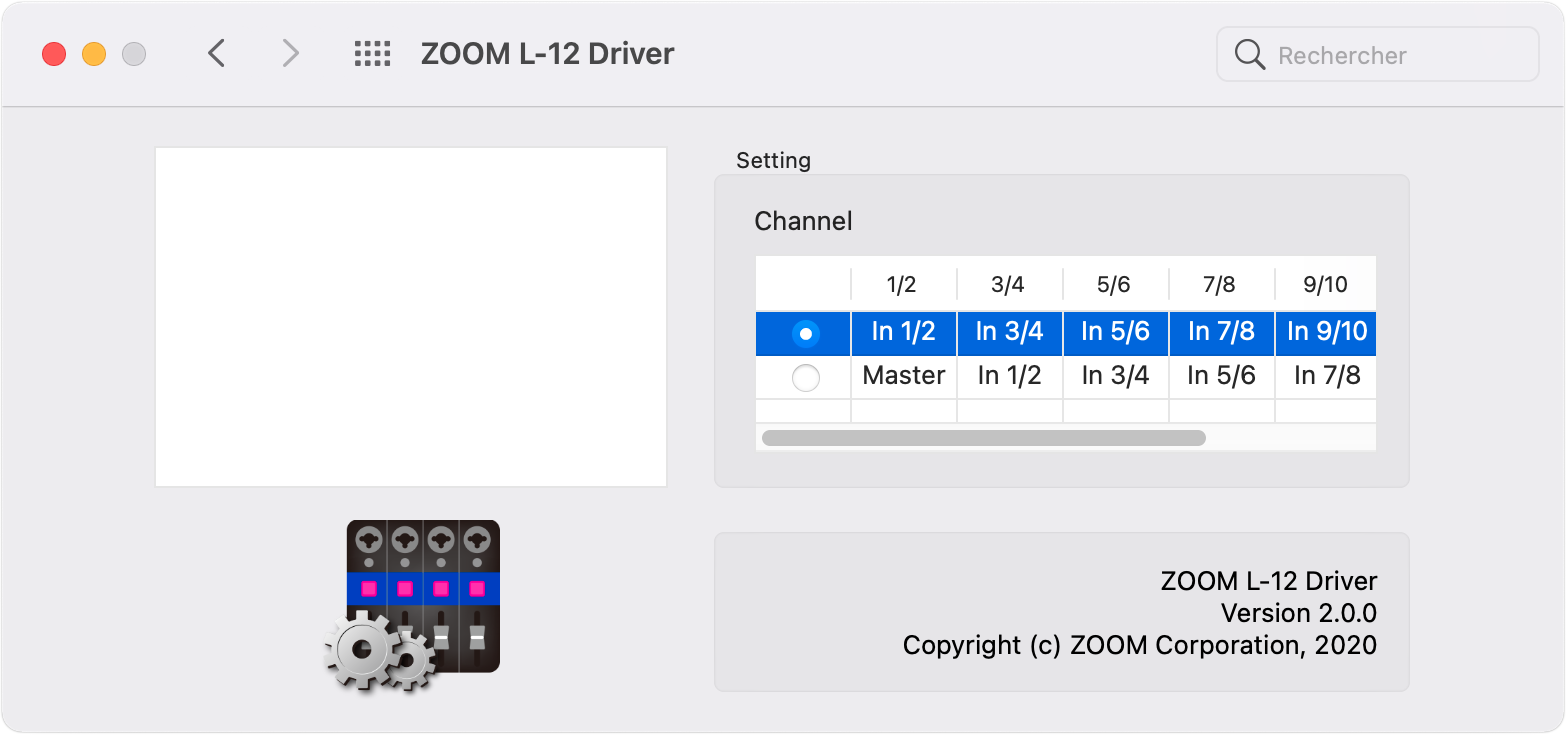 ZOOM L-12 Driver
Rechercher
Setting
Channel
1/2 3/4 5/6 7/8 9/10
In 1/2 In 3/4 In 5/6 In 7/8 In 9/10
Master In 1/2 In 3/4 In 5/6 In 7/8
ZOOM L-12 Driver
Version 2.0.0
Copyright (c) ZOOM Corporation, 2020